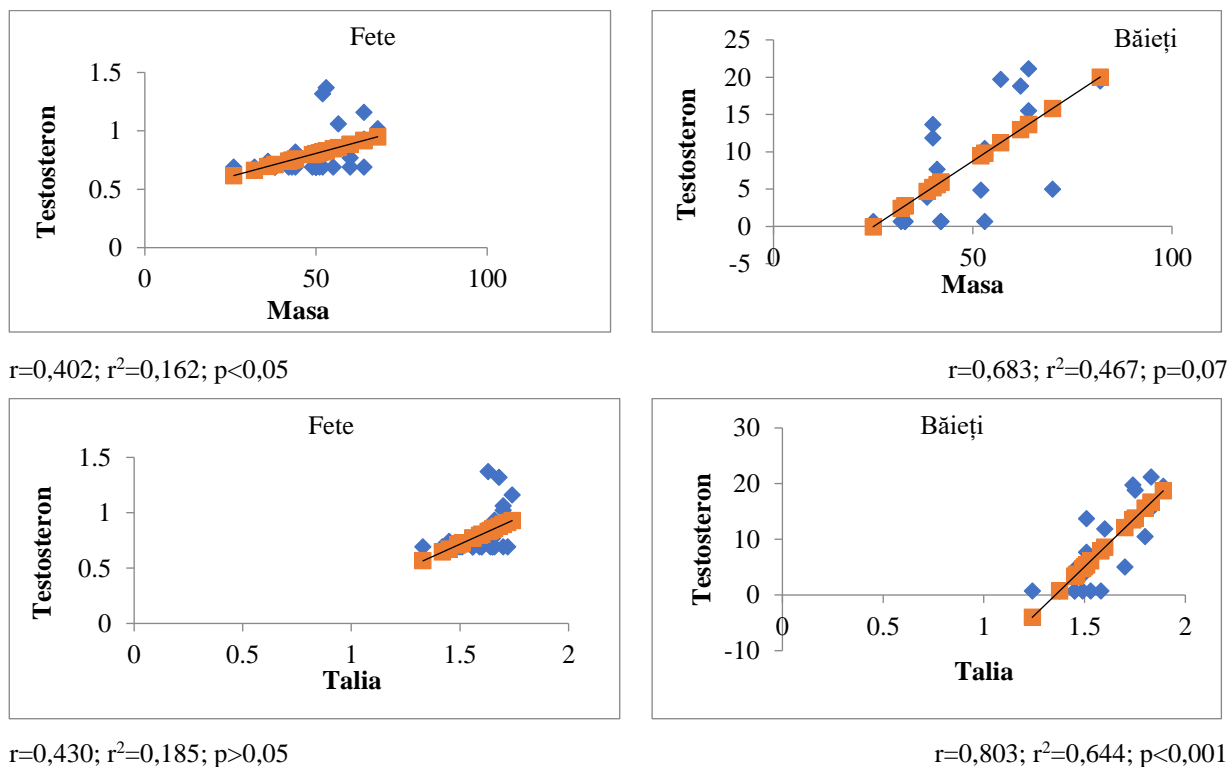 Fete
Testosteron
1.5
1
0.5
0
0 50 100
Masa
Băieți
Testosteron
25
20
15
10
5
0
-5
0 50 100
Masa
r=0,402; r²=0,162; p<0,05
r=0,683; r²=0,467; p=0,07
Fete
Testosteron
1.5
1
0.5
0
0 0.5 1 1.5 2
Talia
Băieți
Testosteron
30
20
10
0
-10
0 0.5 1 1.5 2
Talia
r=0,430; r²=0,185; p>0,05
r=0,803; r²=0,644; p<0,001